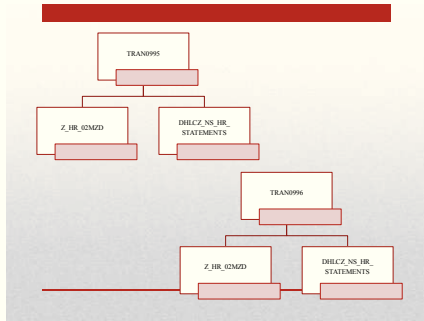 TRAN0995
Z_HR_02MZD
DHLCZ_NS_HR_
STATEMENTS
TRAN0996
Z_HR_02MZD
DHLCZ_NS_HR_
STATEMENTS